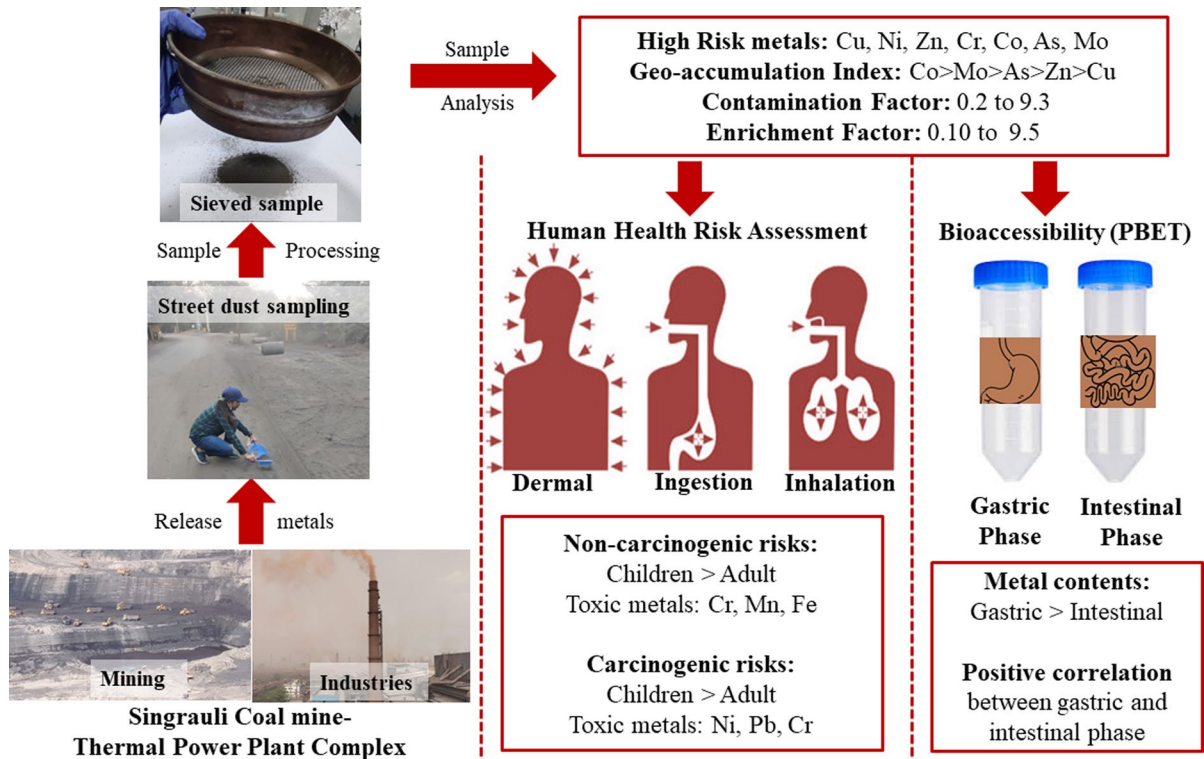 Sieved sample
Sample Processing
Street dust sampling
Release metals
Mining
Industries
Singrauli Coal mine-
Thermal Power Plant Complex
Sample
Analysis
High Risk metals: Cu, Ni, Zn, Cr, Co, As, Mo
Geo-accumulation Index: Co>Mo>As>Zn>Cu
Contamination Factor: 0.2 to 9.3
Enrichment Factor: 0.10 to 9.5
Human Health Risk Assessment
Dermal
Ingestion
Inhalation
Non-carcinogenic risks:
Children > Adult
Toxic metals: Cr, Mn, Fe
Carcinogenic risks:
Children > Adult
Toxic metals: Ni, Pb, Cr
Bioaccessibility (PBET)
Gastric
Phase
Intestinal
Phase
Metal contents:
Gastric > Intestinal
Positive correlation
between gastric and
intestinal phase